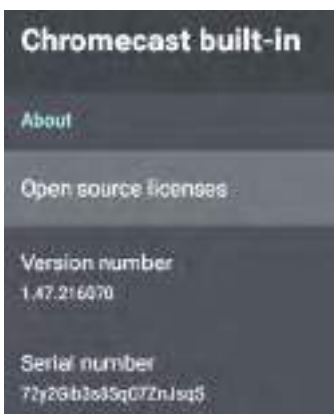 Chromecast built-in
About
Open source licenses
Version number
1.47.216070
Serial number